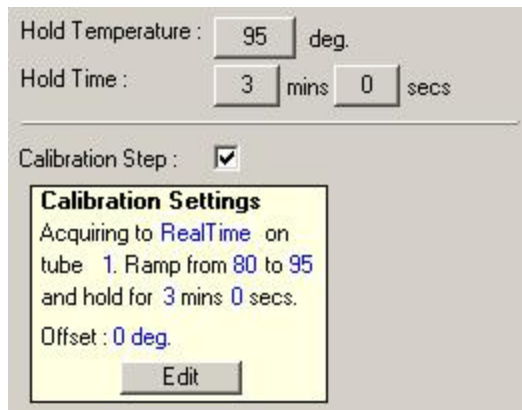 Hold Temperature : 95 deg.
Hold Time : 3 mins 0 secs
Calibration Step :
Calibration Settings
Acquiring to RealTime on
tube 1. Ramp from 80 to 95
and hold for 3 mins 0 secs.
Offset : 0 deg.
Edit